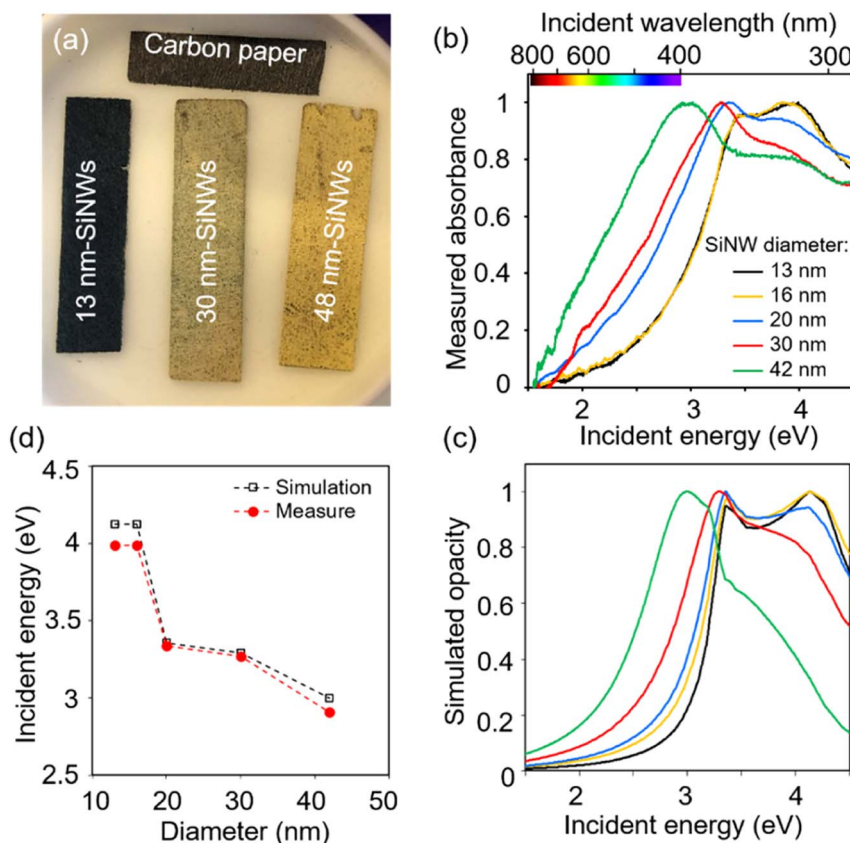 (a)
Carbon paper
13 nm-SiNWs
30 nm-SiNWs
48 nm-SiNWs
(b)
Incident wavelength (nm)
800 600 400 300
Measured absorbance
1
0.8
0.6
0.4
0.2
0
SiNW diameter:
13 nm
16 nm
20 nm
30 nm
42 nm
2 3 4
Incident energy (eV)
(d)
Incident energy (eV)
4.5
4
3.5
3
2.5
Simulation
Measure
10 20 30 40 50
Diameter (nm)
(c)
Simulated opacity
1
0.8
0.6
0.4
0.2
0
2 3 4
Incident energy (eV)